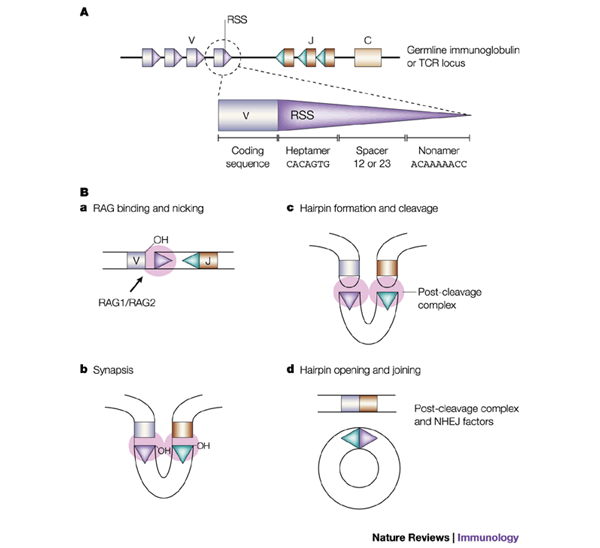 A
RSS
V
J
C
Germline immunoglobulin
or TCR locus
V
RSS
Coding
sequence
Heptamer
CACAGTG
Spacer
12 or 23
Nonamer
ACAAAAACC
B
a RAG binding and nicking
OH
V
J
RAG1/RAG2
c Hairpin formation and cleavage
Post-cleavage
complex
b Synapsis
OH
OH
d Hairpin opening and joining
Post-cleavage complex
and NHEJ factors
Nature Reviews | Immunology